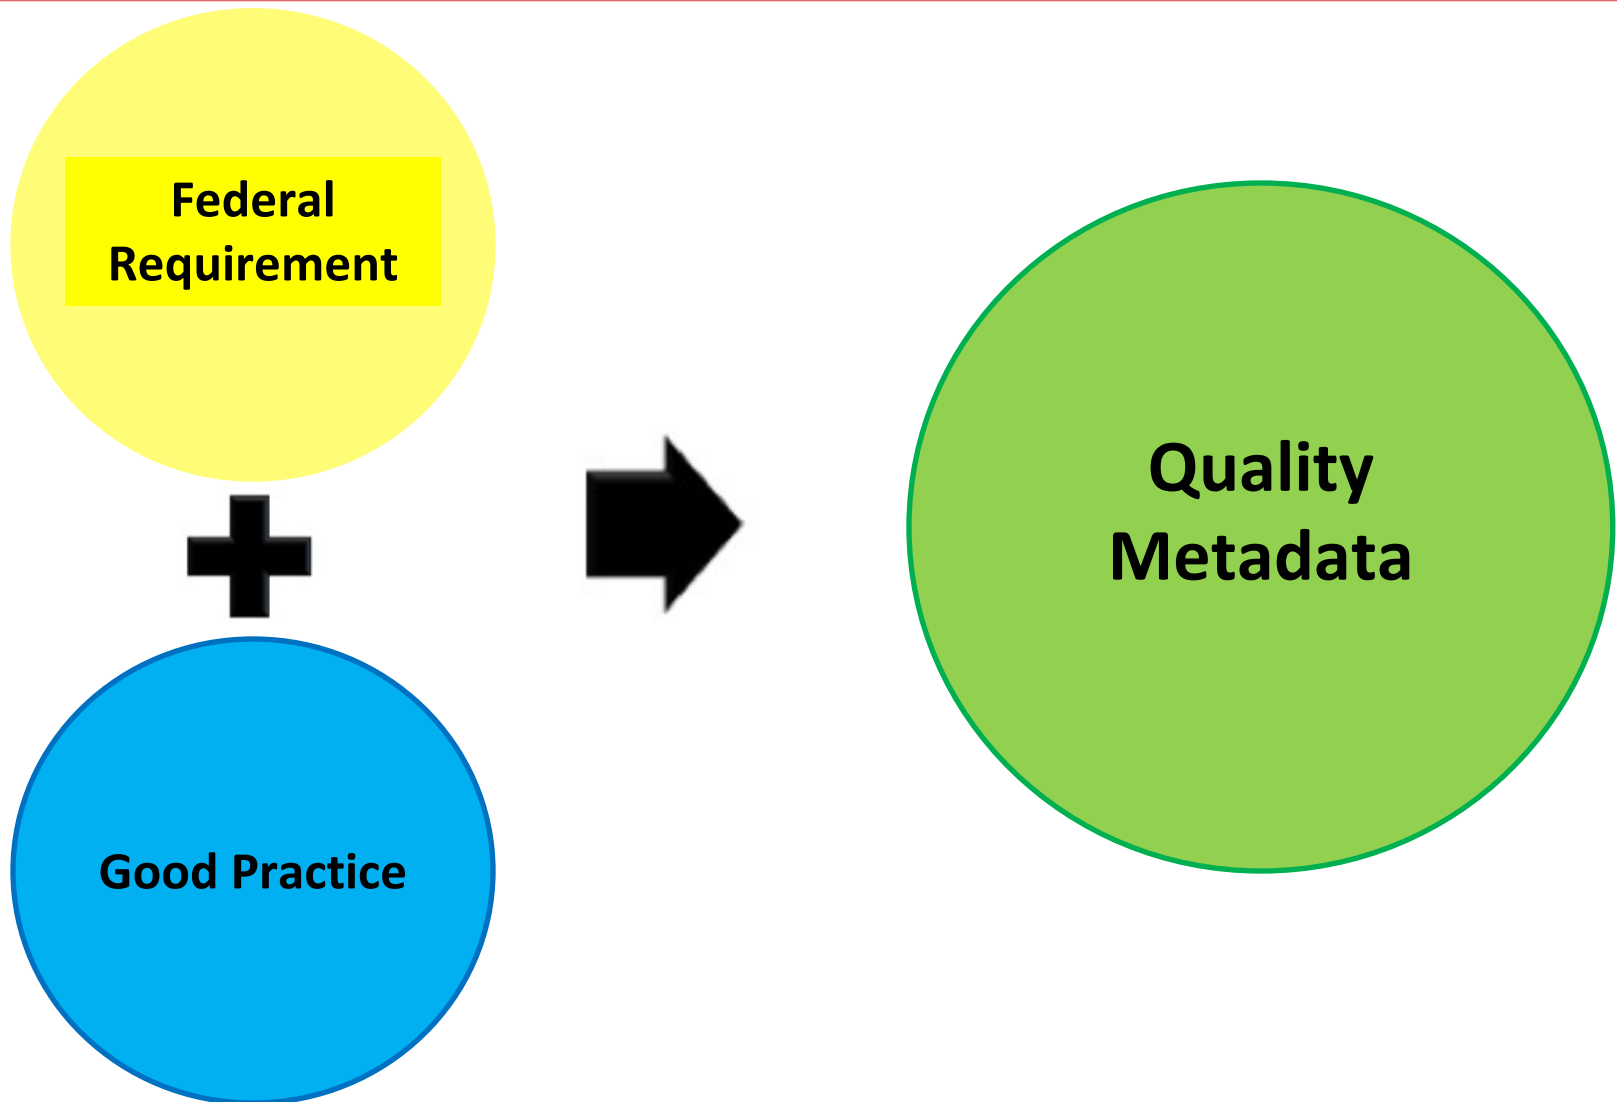 Federal
Requirement
Good Practice
Quality
Metadata